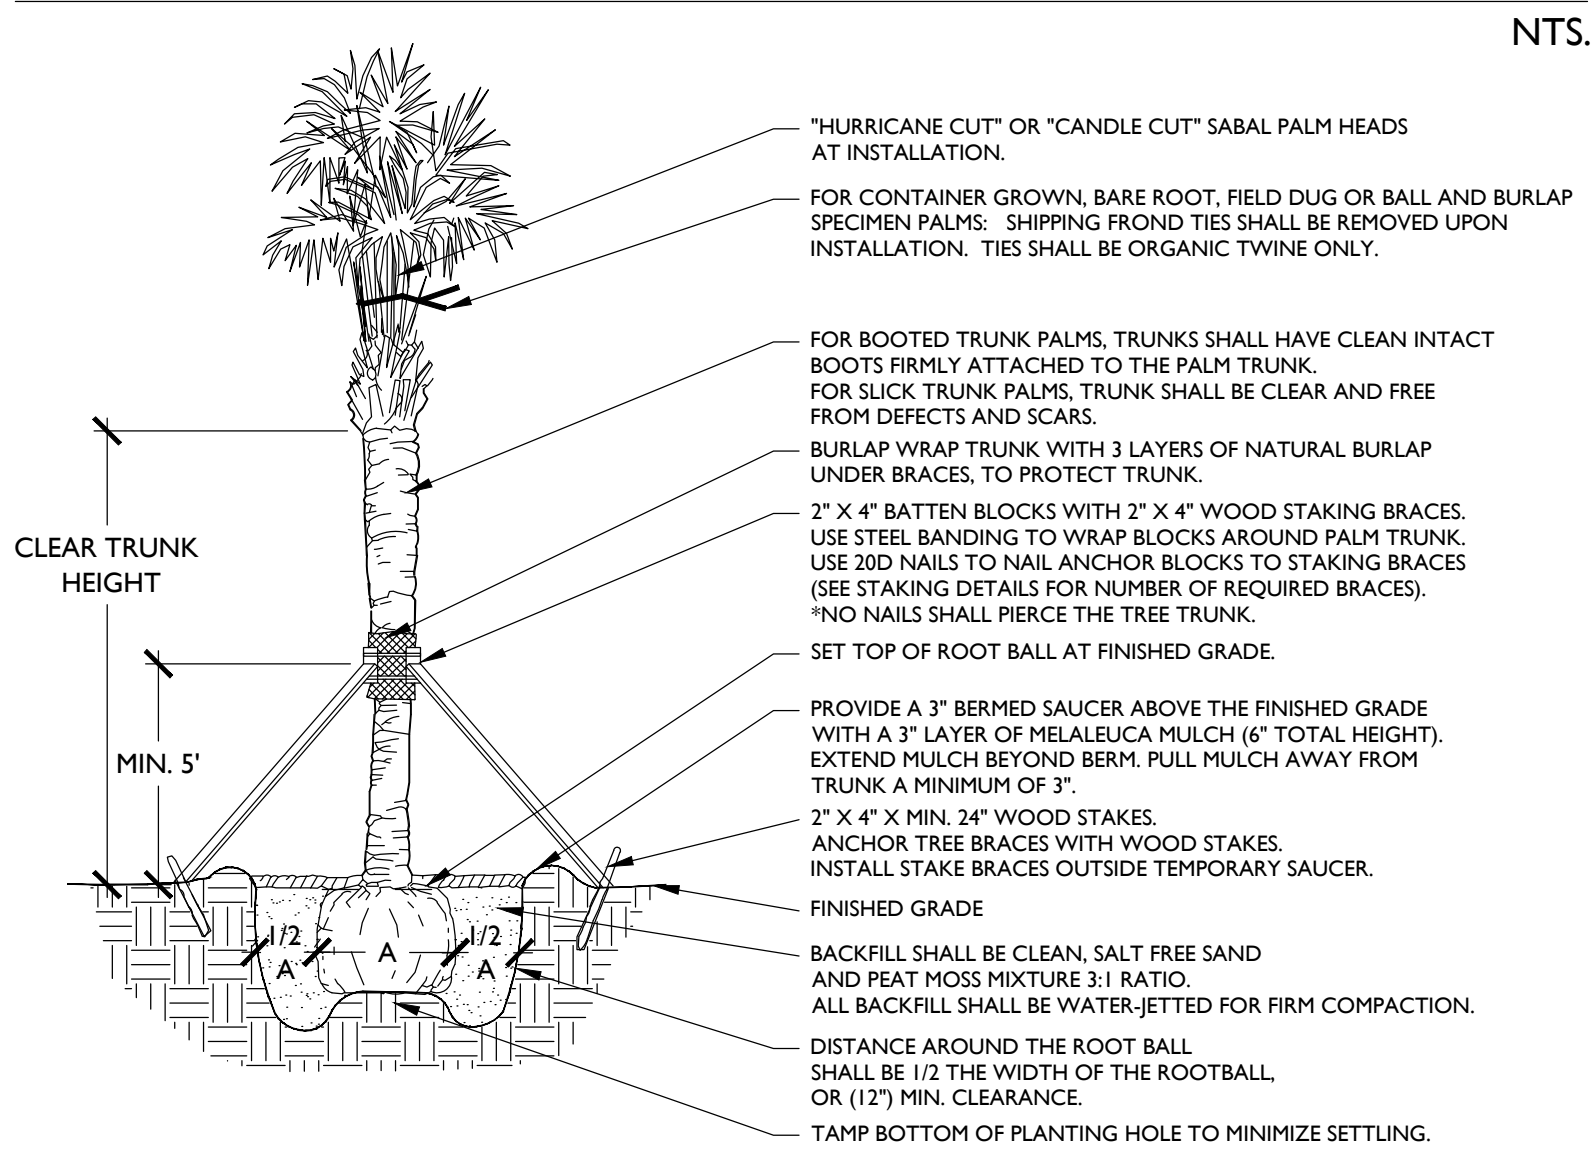 NTS.
"HURRICANE CUT" OR "CANDLE CUT" SABAL PALM HEADS
AT INSTALLATION.
FOR CONTAINER GROWN, BARE ROOT, FIELD DUG OR BALL AND BURLAP
SPECIMEN PALMS: SHIPPING FROND TIES SHALL BE REMOVED UPON
INSTALLATION. TIES SHALL BE ORGANIC TWINE ONLY.
FOR BOOTED TRUNK PALMS, TRUNKS SHALL HAVE CLEAN INTACT
BOOTS FIRMLY ATTACHED TO THE PALM TRUNK.
FOR SLICK TRUNK PALMS, TRUNK SHALL BE CLEAR AND FREE
FROM DEFECTS AND SCARS.
BURLAP WRAP TRUNK WITH 3 LAYERS OF NATURAL BURLAP
UNDER BRACES, TO PROTECT TRUNK.
2" X 4" BATTEN BLOCKS WITH 2" X 4" WOOD STAKING BRACES.
USE STEEL BANDING TO WRAP BLOCKS AROUND PALM TRUNK.
USE 20D NAILS TO NAIL ANCHOR BLOCKS TO STAKING BRACES
(SEE STAKING DETAILS FOR NUMBER OF REQUIRED BRACES).
*NO NAILS SHALL PIERCE THE TREE TRUNK.
SET TOP OF ROOT BALL AT FINISHED GRADE.
PROVIDE A 3" BERMED SAUCER ABOVE THE FINISHED GRADE
WITH A 3" LAYER OF MELALEUCA MULCH (6" TOTAL HEIGHT).
EXTEND MULCH BEYOND BERM. PULL MULCH AWAY FROM
TRUNK A MINIMUM OF 3".
2" X 4" X MIN. 24" WOOD STAKES.
ANCHOR TREE BRACES WITH WOOD STAKES.
INSTALL STAKE BRACES OUTSIDE TEMPORARY SAUCER.
FINISHED GRADE
BACKFILL SHALL BE CLEAN, SALT FREE SAND
AND PEAT MOSS MIXTURE 3:1 RATIO.
ALL BACKFILL SHALL BE WATER-JETTED FOR FIRM COMPACTION.
DISTANCE AROUND THE ROOT BALL
SHALL BE 1/2 THE WIDTH OF THE ROOTBALL,
OR (12") MIN. CLEARANCE.
TAMP BOTTOM OF PLANTING HOLE TO MINIMIZE SETTLING.
CLEAR TRUNK
HEIGHT
MIN. 5'
1/2
A
A
1/2
A